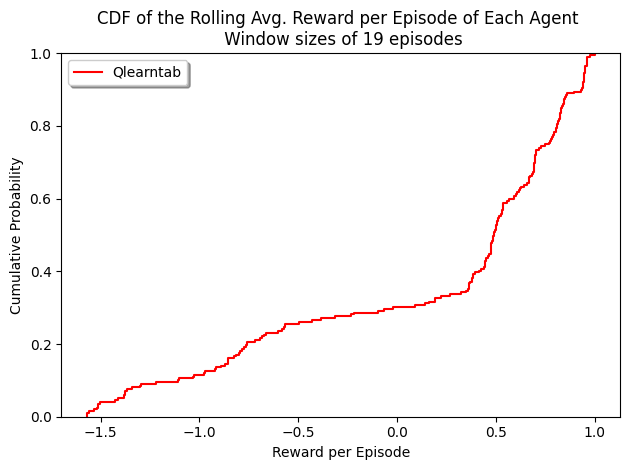 CDF of the Rolling Avg. Reward per Episode of Each Agent
Window sizes of 19 episodes
Qlearntab
Cumulative Probability
1.0
0.8
0.6
0.4
0.2
0.0
−1.5
−1.0
−0.5
0.0
0.5
1.0
Reward per Episode